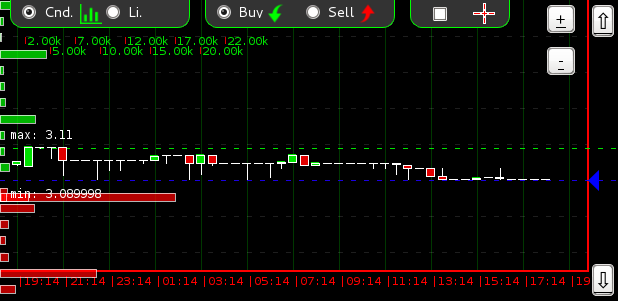 Cnd. Li. Buy Sell
+
2.00k 7.00k 12.00k 17.00k 22.00k
5.00k 10.00k 15.00k 20.00k
-
max: 3.11
min: 3.089998
|19:14 |21:14 |23:14 |01:14 |03:14 |05:14 |07:14 |09:14 |11:14 |13:14 |15:14 |17:14 |19